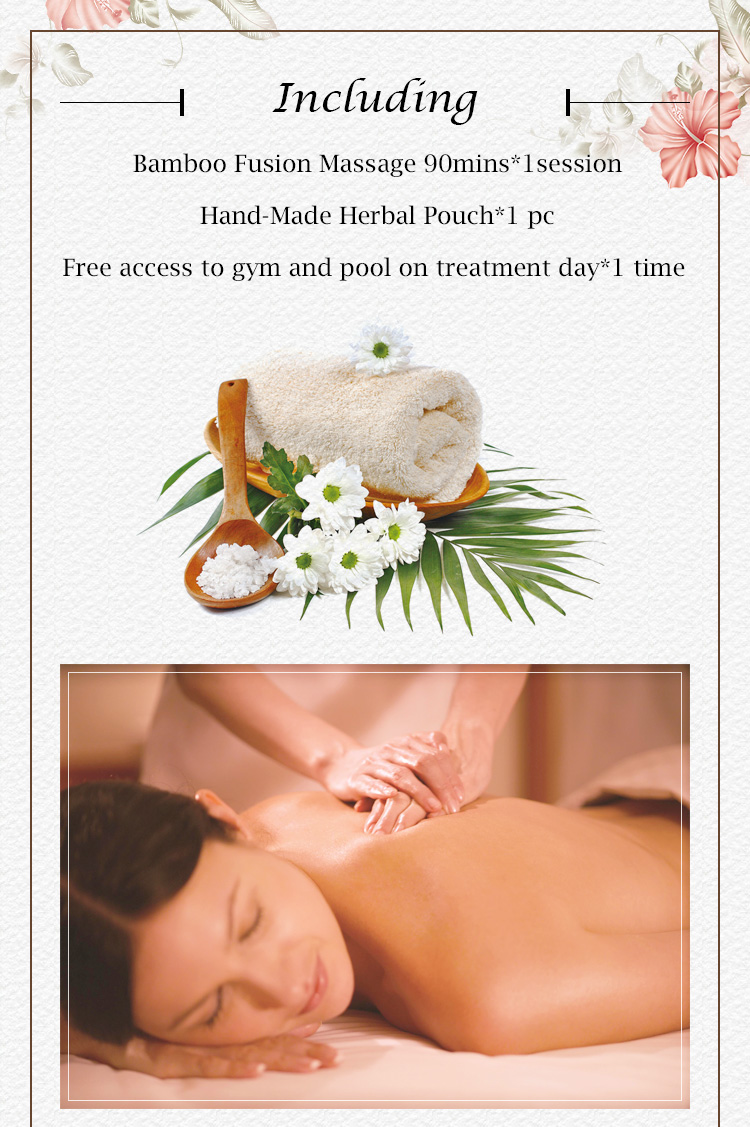 Including
Bamboo Fusion Massage 90mins*1session
Hand-Made Herbal Pouch*1 pc
Free access to gym and pool on treatment day*1 time